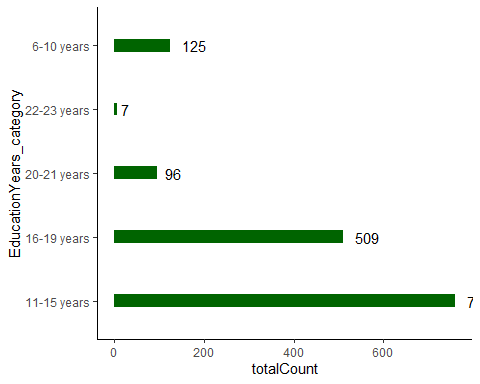 EducationYears_category
6-10 years 125
22-23 years 7
20-21 years 96
16-19 years 509
11-15 years 7
0 200 400 600
totalCount